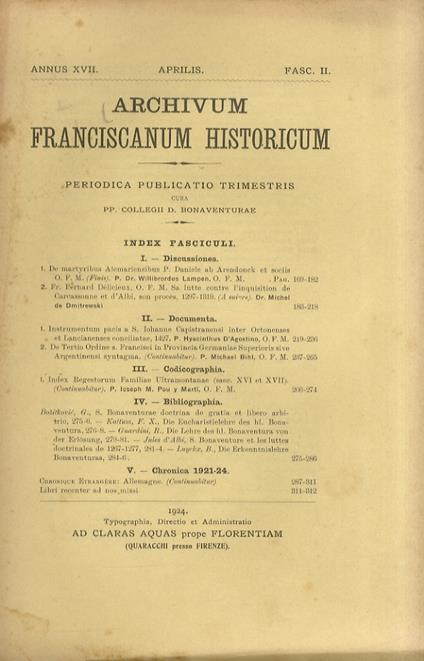 ANNUS XVII. APRILIS. FASC. II.
ARCHIVUM
FRANCISCANUM HISTORICUM
PERIODICA PUBLICATIO TRIMESTRIS
CURA
PP. COLLEGII D. BONAVENTURAE
INDEX FASCICULI.
I. — Discussiones.
1. De martyribus Alemariensibus P. Daniele ab Arendonck et sociis
O. F. M. (Finis). P. Dr. Willibrordus Lampen, O. F. M. . PAG. 169-182
2. Fr. Bernard Délicieux, O. F. M. Sa lutte contre l'inquisition de
Carcassonne et d'Albi, son procès, 1297-1319. (A suivre). Dr. Michel
de Dmitrewski 183-218
II. — Documenta.
1. Instrumentum pacis a S. Iohanne Capistranensi inter Ortonenses
et Lancianenses conciliatae, 1427. P. Hyacinthus D'Agostino, O. F. M. 219-236
2. De Tertio Ordine s. Francisci in Provincia Germaniae Superioris sive
Argentinensi syntagma. (Continuabitur). P. Michael Bihl, O. F. M. 237-265
III. — Codicographia.
1. Index Regestorum Familiae Ultramontanae (saec. XVI et XVII).
(Continuabitur). P. Ioseph M. Pou y Marti, O. F. M. 266-274
IV. — Bibliographia.
G., S. Bonaventurae doctrina de gratia et libero arbi-
trio, 275-6. — Kattum, F. X., Die Eucharistielehre des hl. Bona-
ventura, 276-8. — Guardini, R., Die Lehre des hl. Bonaventura von
der Erlösung, 279-81. — Jules d'Albi, S. Bonaventure et les luttes
doctrinales de 1267-1277, 281-4. — Luyckx, B., Die Erkenntnislehre
Bonaventuras, 284-6. 275-286
V. — Chronica 1921-24.
CHRONIQUE ÉTRANGÈRE: Allemagne. (Continuabitur) 287-311
Libri recenter ad nos missi 311-312
1924.
Typographia, Directio et Administratio
AD CLARAS AQUAS prope FLORENTIAM
(QUARACCHI presso FIRENZE).